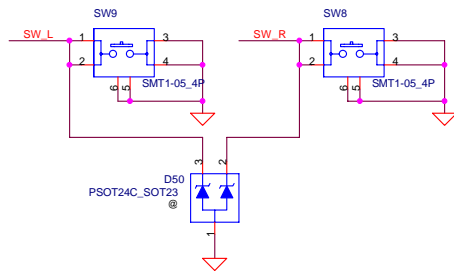 SW9 SW8
SW_L 1 3 SW_R 1 3
2 4 2 4
SMT1-05_4P SMT1-05_4P
6 5 6 5
3 2
D50
PSOT24C_SOT23
@
1